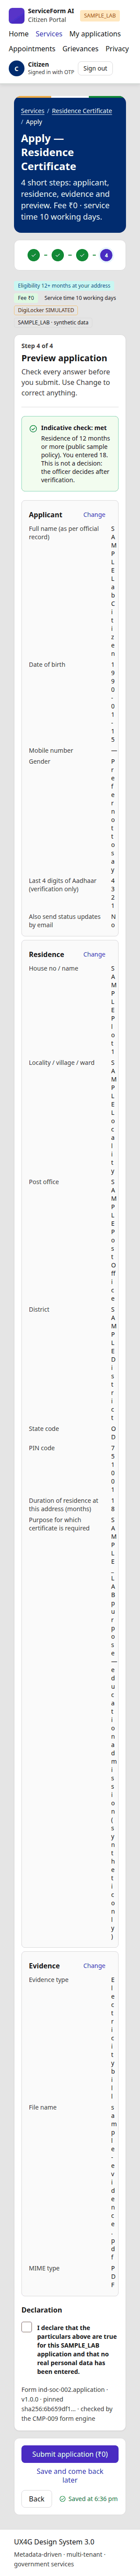 ServiceForm AI
Citizen Portal
SAMPLE_LAB
Home Services My applications
Appointments Grievances Privacy
C
Citizen
Signed in with OTP
Sign out
Services / Residence Certificate
/ Apply
Apply —
Residence
Certificate
4 short steps: applicant,
residence, evidence and
preview. Fee ₹0 · service
time 10 working days.
4
Eligibility 12+ months at your address
Fee ₹0 Service time 10 working days
DigiLocker SIMULATED
SAMPLE_LAB · synthetic data
Step 4 of 4
Preview application
Check every answer before
you submit. Use Change to
correct anything.
Indicative check: met
Residence of 12 months
or more (public sample
policy). You entered 18.
This is not a decision;
the officer decides after
verification.
Applicant Change
Full name (as per official
record)
SAMPLE Lab Citizen
Date of birth
1990-01-15
Mobile number —
Gender
Prefer not to say
Last 4 digits of Aadhaar
(verification only)
4321
Also send status updates
by email
No
Residence Change
House no / name
SAMPLE Plot 1
Locality / village / ward
SAMPLE Locality
Post office
SAMPLE Post Office
District
SAMPLE District
State code
OD
PIN code
751001
Duration of residence at
this address (months)
18
Purpose for which
certificate is required
SAMPLE_LAB purpose — education admission (synthetic only)
Evidence Change
Evidence type
Electricity bill
File name
sample-evidence.pdf
MIME type
PDF
Declaration
I declare that the
particulars above are true
for this SAMPLE_LAB
application and that no
real personal data has
been entered.
Form ind-soc-002.application ·
v1.0.0 · pinned
sha256:6b659df1… · checked by
the CMP-009 form engine
Submit application (₹0)
Save and come back
later
Back
Saved at 6:36 pm
UX4G Design System 3.0
Metadata-driven · multi-tenant ·
government services